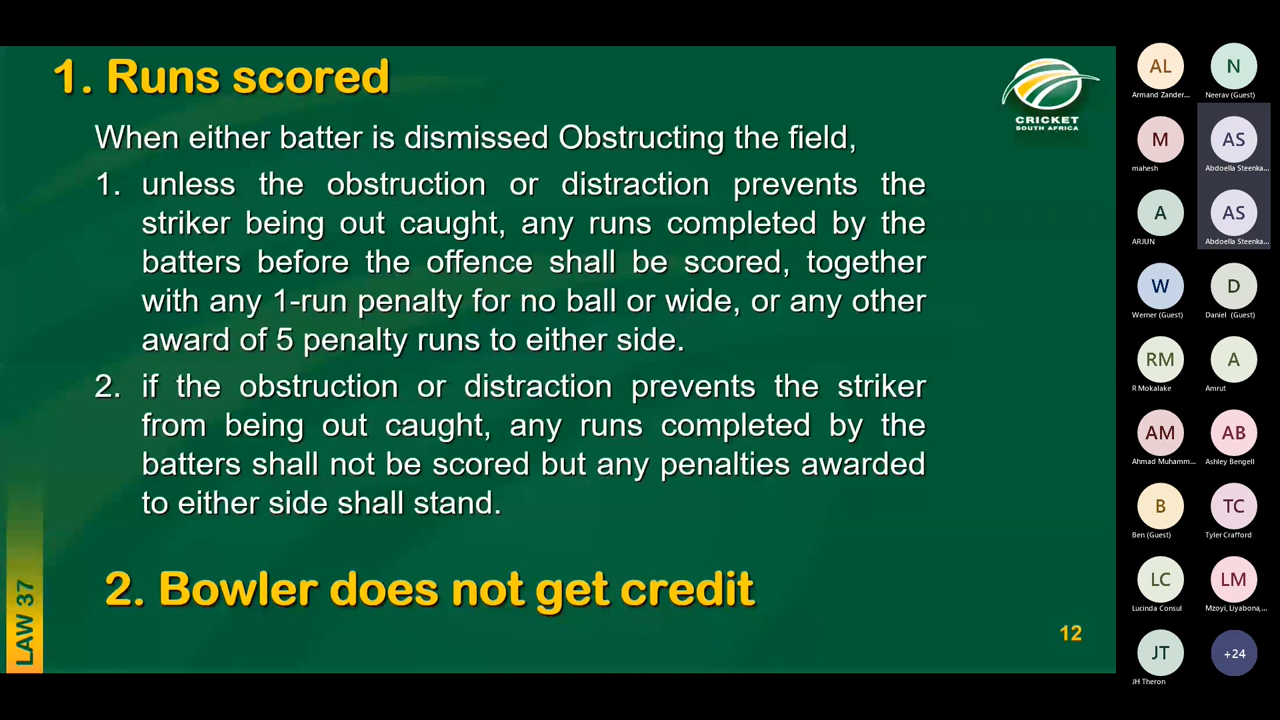 1. Runs scored
CRICKET
SOUTH AFRICA
When either batter is dismissed Obstructing the field,
1. unless the obstruction or distraction prevents the
striker being out caught, any runs completed by the
batters before the offence shall be scored, together
with any 1-run penalty for no ball or wide, or any other
award of 5 penalty runs to either side.
2. if the obstruction or distraction prevents the striker
from being out caught, any runs completed by the
batters shall not be scored but any penalties awarded
to either side shall stand.
2. Bowler does not get credit
LAW 37
12
AL
N
Armand Zander...
Neerav (Guest)
M
AS
mahesh
Abdoella Steenka...
A
AS
ARJUN
Abdoella Steenka...
W
D
Werner (Guest)
Daniel (Guest)
RM
A
R Mokalake
Amrut
AM
AB
Ahmad Muhamm...
Ashley Bengell
B
TC
Ben (Guest)
Tyler Crafford
LC
LM
Lucinda Consul
Mzoyi, Liyabona,...
JT
+24
JH Theron